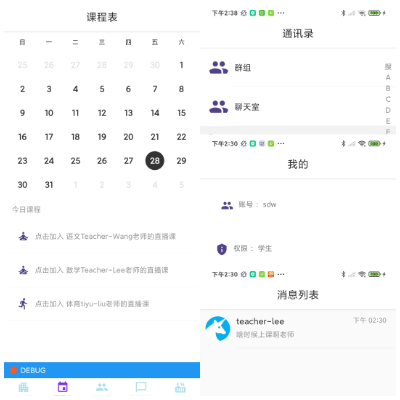 课程表
日 一 二 三 四 五 六
25 26 27 28 29 30 1
2 3 4 5 6 7 8
9 10 11 12 13 14 15
16 17 18 19 20 21 22
23 24 25 26 27 28 29
30 31 1 2 3 4 5
今日课程
点击加入 语文Teacher-Wang老师的直播课
点击加入 数学Teacher-Lee老师的直播课
点击加入 体育tiyu-liu老师的直播课
DEBUG
下午2:38
通讯录
群组
聊天室
搜
A
B
C
D
E
F
下午2:30
我的
账号： sdw
权限： 学生
下午2:30
消息列表
teacher-lee
下午 02:30
啥时候上课啊老师